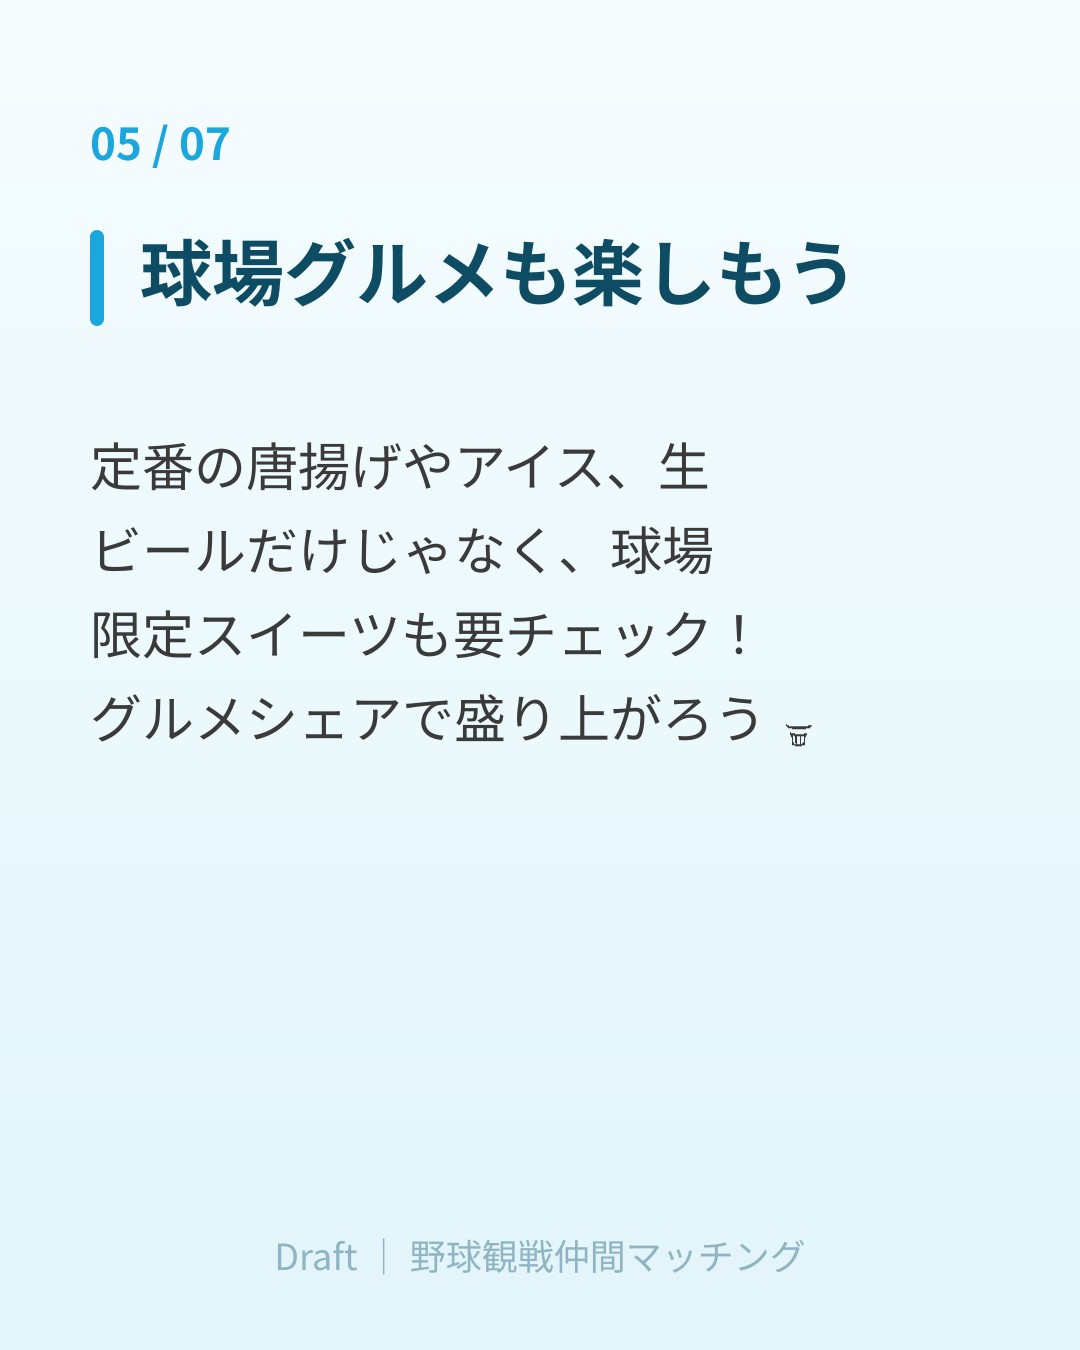 05 / 07
球場グルメも楽しもう
定番の唐揚げやアイス、生
ビールだけじゃなく、球場
限定スイーツも要チェック！
グルメシェアで盛り上がろう
Draft ｜ 野球観戦仲間マッチング